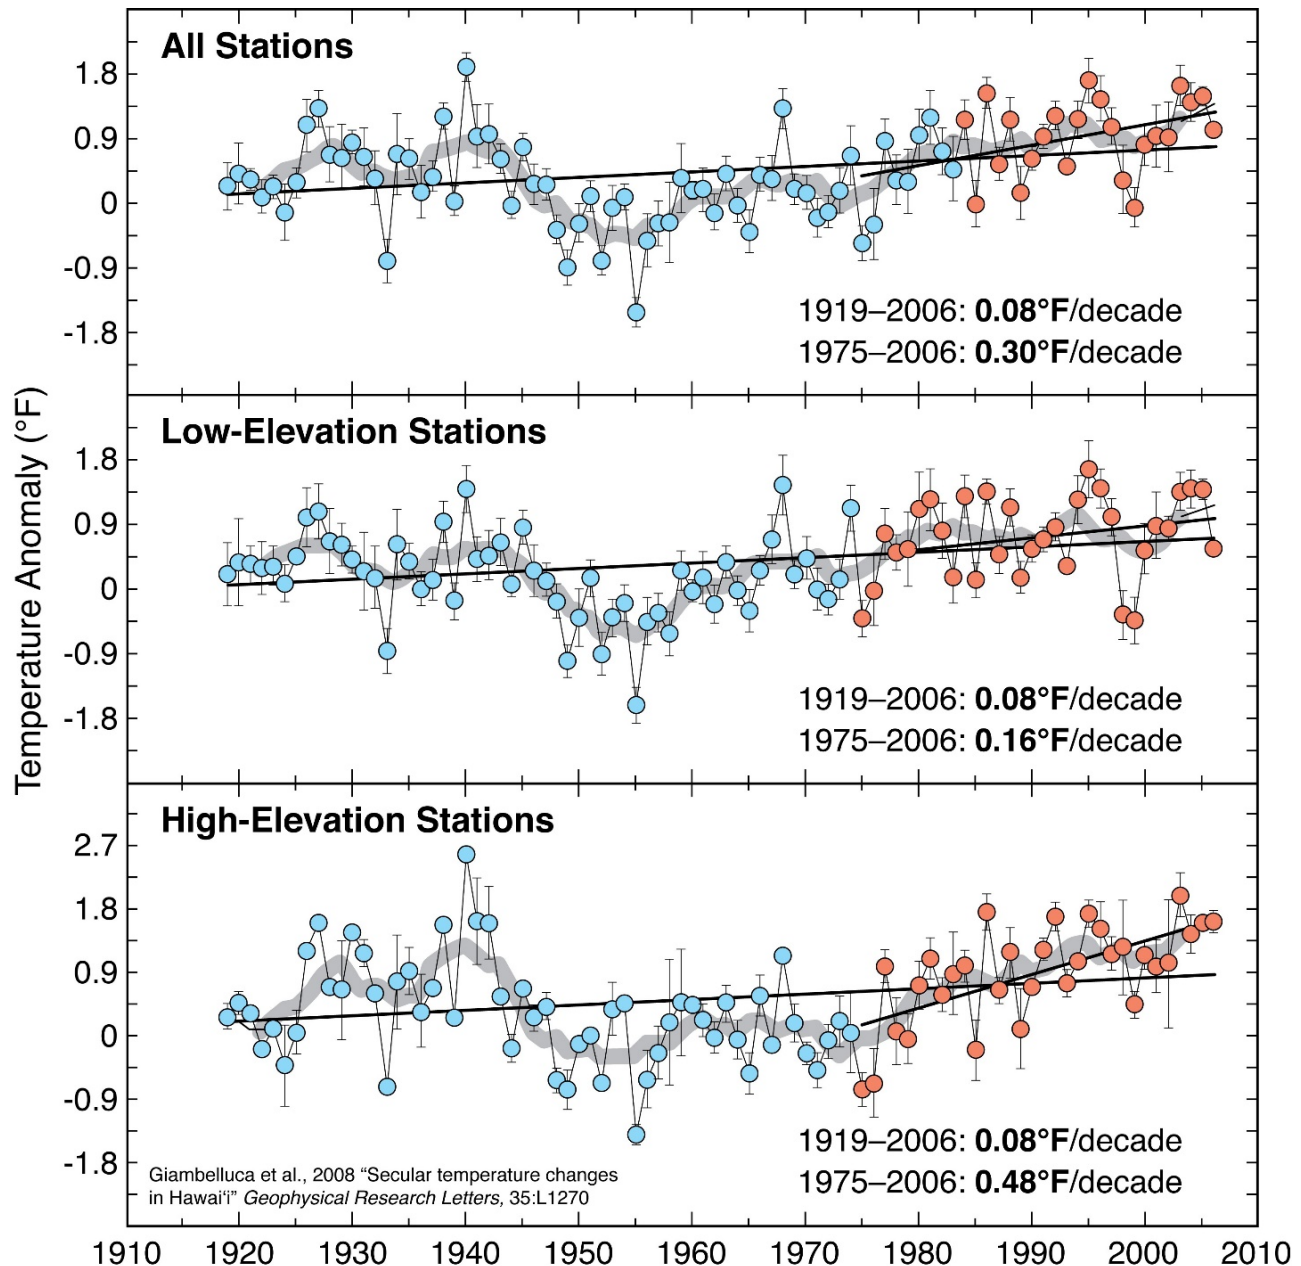 All Stations
1.8
0.9
0
-0.9
-1.8
1919–2006: 0.08°F/decade
1975–2006: 0.30°F/decade
Temperature Anomaly (°F)
Low-Elevation Stations
1.8
0.9
0
-0.9
-1.8
1919–2006: 0.08°F/decade
1975–2006: 0.16°F/decade
High-Elevation Stations
2.7
1.8
0.9
0
-0.9
-1.8
1919–2006: 0.08°F/decade
1975–2006: 0.48°F/decade
Giambelluca et al., 2008 “Secular temperature changes
in Hawai‘i” Geophysical Research Letters, 35:L1270
1910 1920 1930 1940 1950 1960 1970 1980 1990 2000 2010